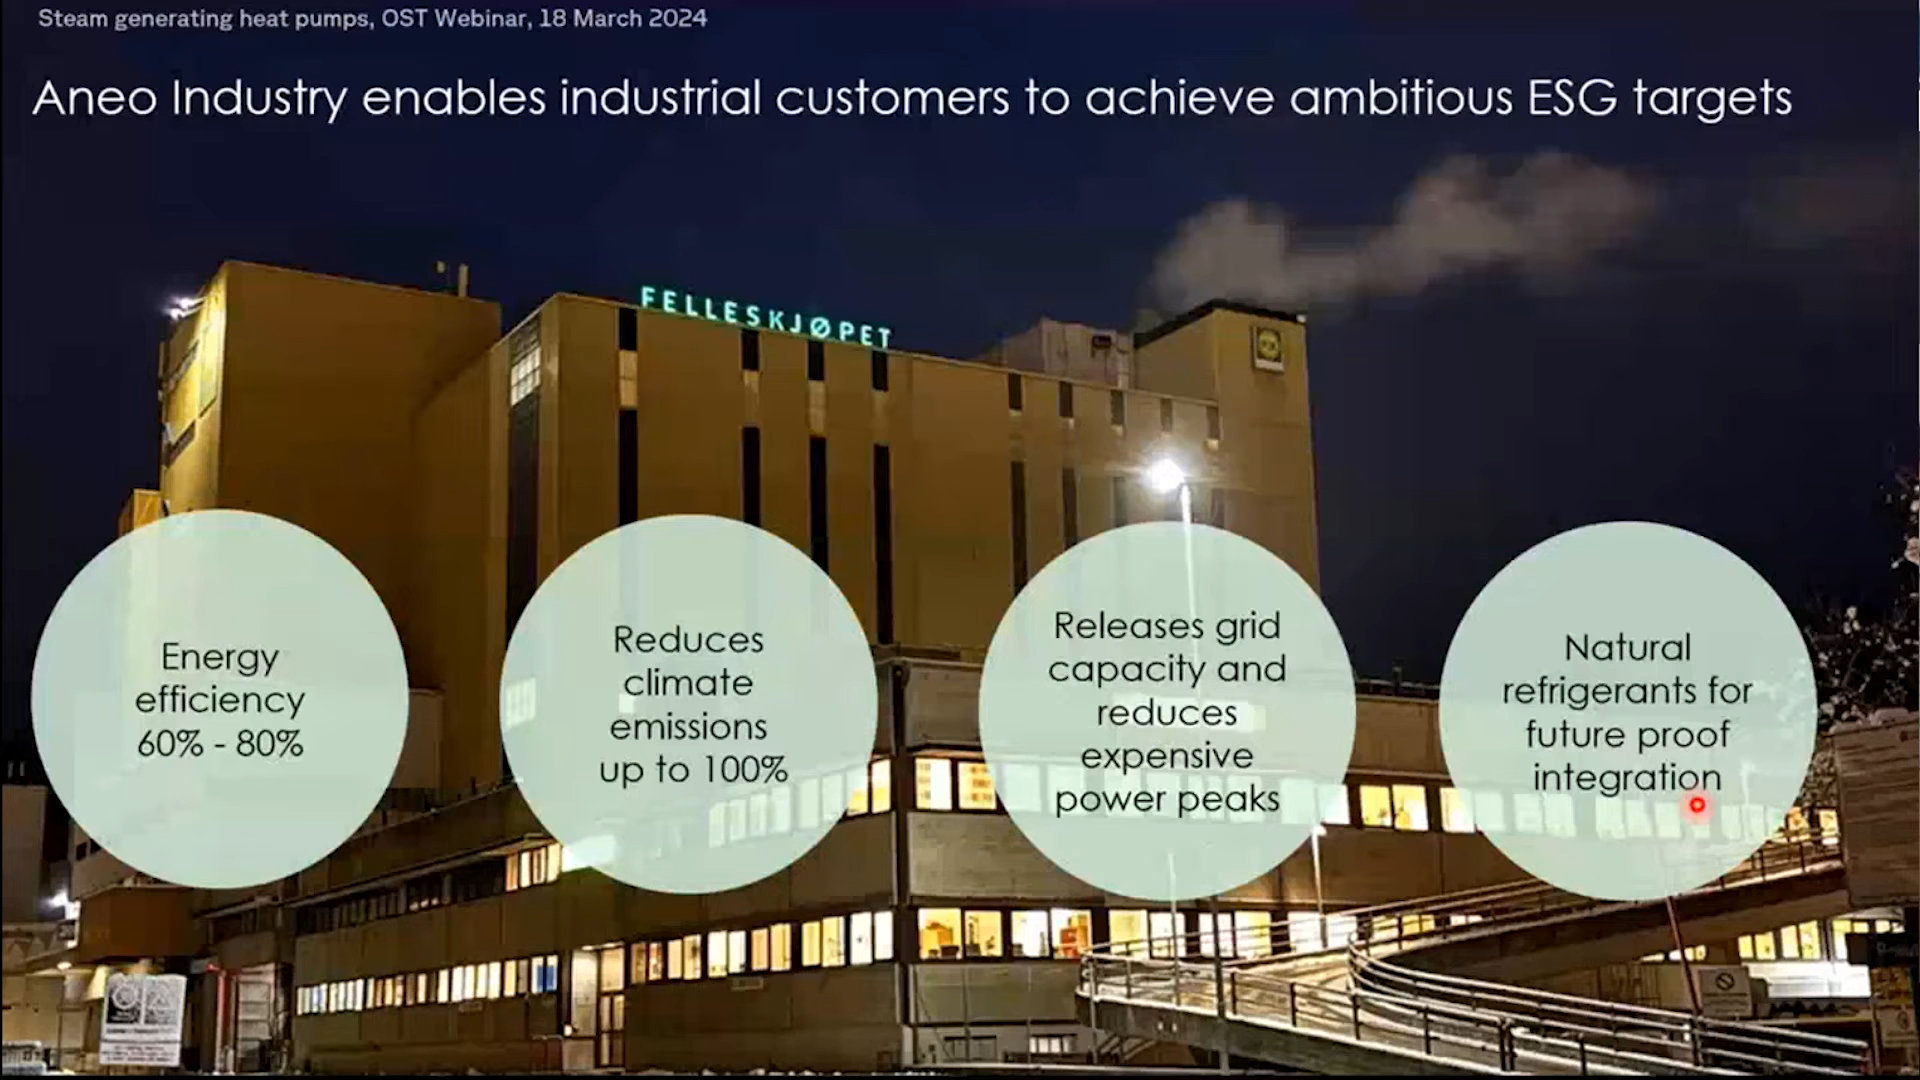 Steam generating heat pumps, OST Webinar, 18 March 2024
Aneo Industry enables industrial customers to achieve ambitious ESG targets
FELLESKJØPET
Energy
efficiency
60% - 80%
Reduces
climate
emissions
up to 100%
Releases grid
capacity and
reduces
expensive
power peaks
Natural
refrigerants for
future proof
integration